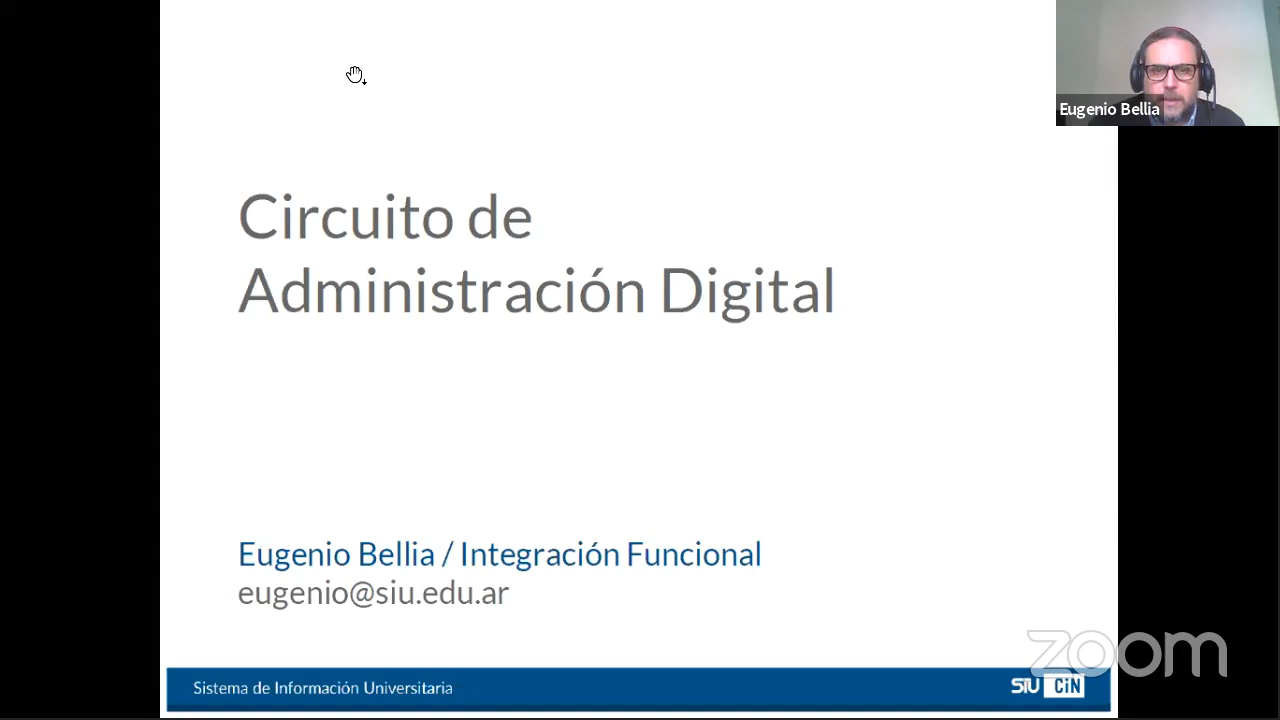 Eugenio Bellia
Circuito de
Administración Digital
Eugenio Bellia / Integración Funcional
eugenio@siu.edu.ar
zoom
Sistema de Información Universitaria
SIU CIN